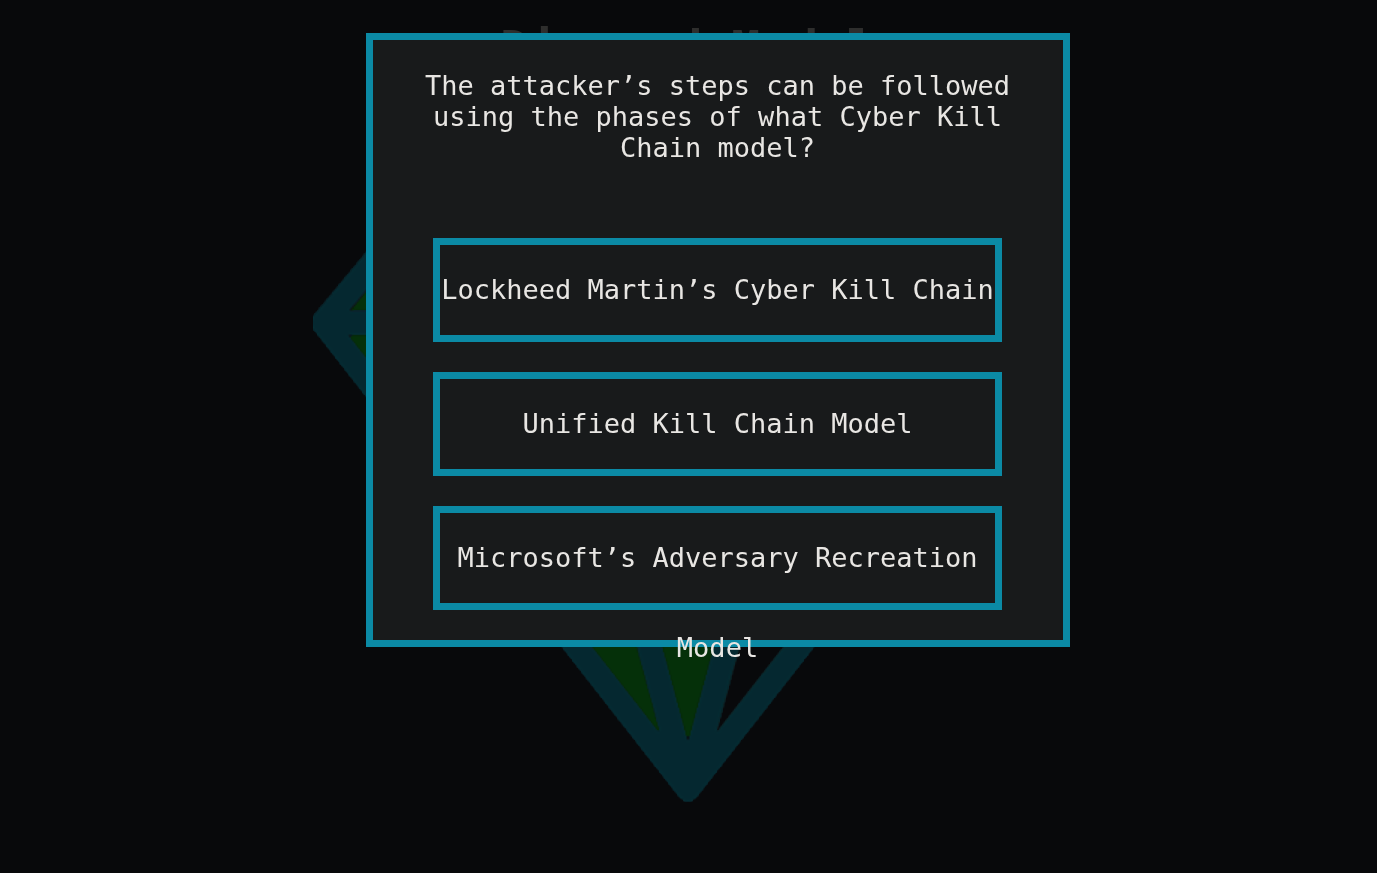 The attacker’s steps can be followed
using the phases of what Cyber Kill
Chain model?
Lockheed Martin’s Cyber Kill Chain
Unified Kill Chain Model
Microsoft’s Adversary Recreation
Model